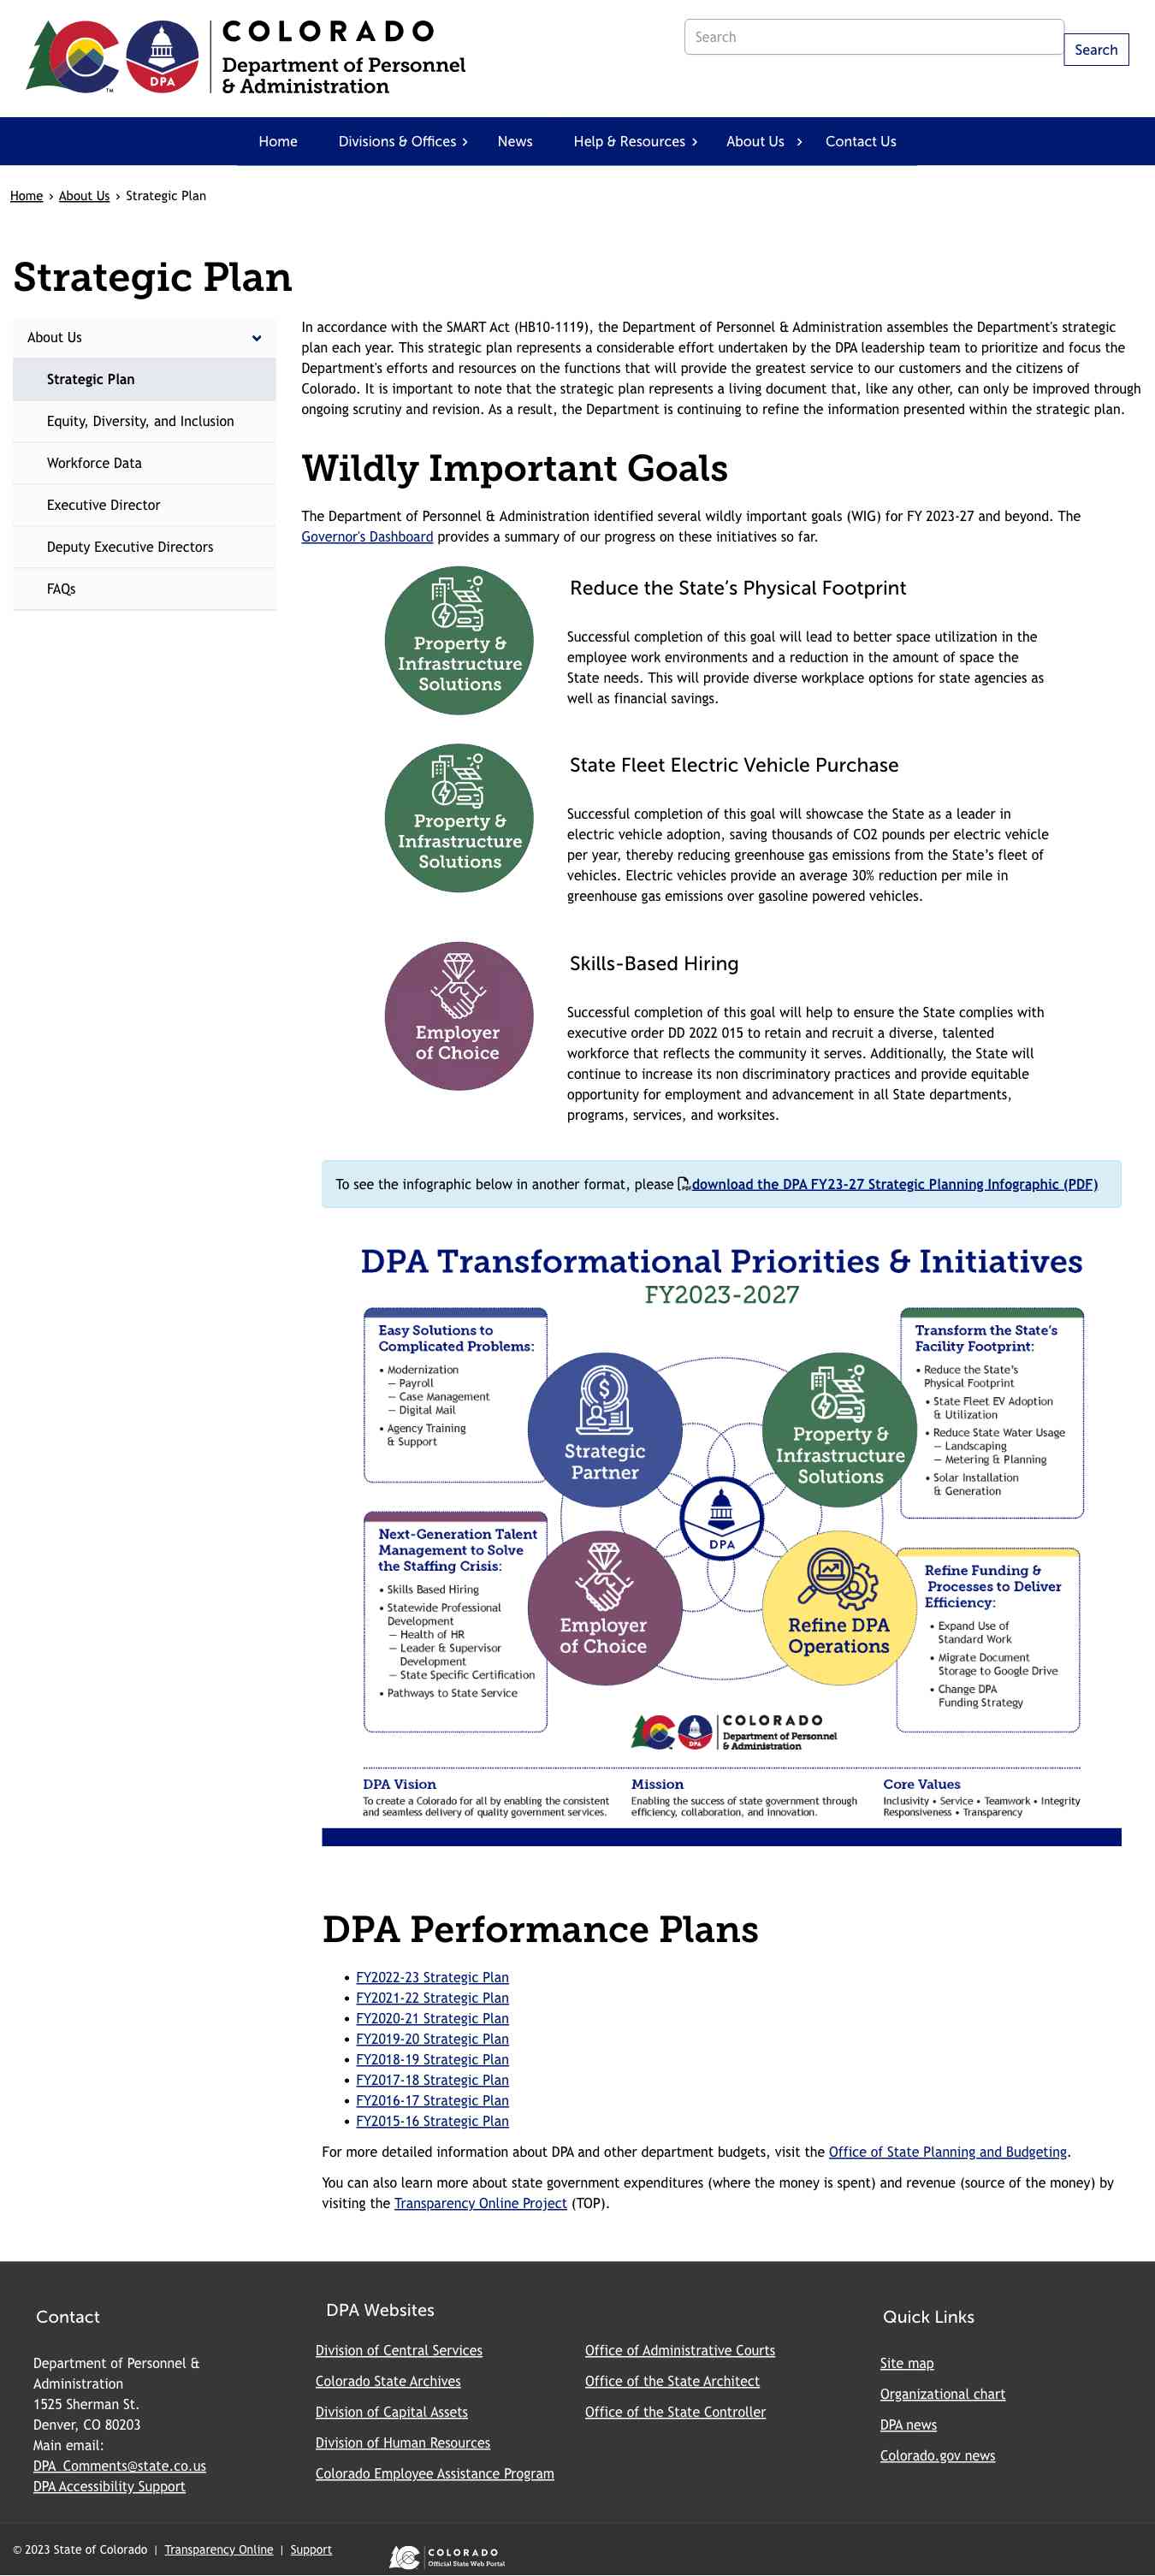 COLORADO
Department of Personnel
& Administration
DPA
TM
Search
Search
Home
Divisions & Offices ›
News
Help & Resources ›
About Us ›
Contact Us
Home › About Us › Strategic Plan
Strategic Plan
About Us
Strategic Plan
Equity, Diversity, and Inclusion
Workforce Data
Executive Director
Deputy Executive Directors
FAQs
In accordance with the SMART Act (HB10-1119), the Department of Personnel & Administration assembles the Department's strategic
plan each year. This strategic plan represents a considerable effort undertaken by the DPA leadership team to prioritize and focus the
Department's efforts and resources on the functions that will provide the greatest service to our customers and the citizens of
Colorado. It is important to note that the strategic plan represents a living document that, like any other, can only be improved through
ongoing scrutiny and revision. As a result, the Department is continuing to refine the information presented within the strategic plan.
Wildly Important Goals
The Department of Personnel & Administration identified several wildly important goals (WIG) for FY 2023-27 and beyond. The
Governor's Dashboard provides a summary of our progress on these initiatives so far.
Property &
Infrastructure
Solutions
Reduce the State’s Physical Footprint
Successful completion of this goal will lead to better space utilization in the
employee work environments and a reduction in the amount of space the
State needs. This will provide diverse workplace options for state agencies as
well as financial savings.
Property &
Infrastructure
Solutions
State Fleet Electric Vehicle Purchase
Successful completion of this goal will showcase the State as a leader in
electric vehicle adoption, saving thousands of CO2 pounds per electric vehicle
per year, thereby reducing greenhouse gas emissions from the State’s fleet of
vehicles. Electric vehicles provide an average 30% reduction per mile in
greenhouse gas emissions over gasoline powered vehicles.
Employer
of Choice
Skills-Based Hiring
Successful completion of this goal will help to ensure the State complies with
executive order DD 2022 015 to retain and recruit a diverse, talented
workforce that reflects the community it serves. Additionally, the State will
continue to increase its non discriminatory practices and provide equitable
opportunity for employment and advancement in all State departments,
programs, services, and worksites.
To see the infographic below in another format, please download the DPA FY23-27 Strategic Planning Infographic (PDF)
DPA Transformational Priorities & Initiatives
FY2023-2027
Easy Solutions to
Complicated Problems:
• Modernization
– Payroll
– Case Management
– Digital Mail
• Agency Training
& Support
Strategic
Partner
Property &
Infrastructure
Solutions
Transform the State's
Facility Footprint:
• Reduce the State's
Physical Footprint
• State Fleet EV Adoption
& Utilization
• Reduce State Water Usage
– Landscaping
– Metering & Planning
• Solar Installation
& Generation
DPA
Next-Generation Talent
Management to Solve
the Staffing Crisis:
• Skills Based Hiring
• Statewide Professional
Development
– Health of HR
– Leader & Supervisor
Development
– State Specific Certification
• Pathways to State Service
Employer
of Choice
Refine DPA
Operations
Refine Funding &
Processes to Deliver
Efficiency:
• Expand Use of
Standard Work
• Migrate Document
Storage to Google Drive
• Change DPA
Funding Strategy
COLORADO
Department of Personnel
& Administration
DPA
DPA Vision
To create a Colorado for all by enabling the consistent
and seamless delivery of quality government services.
Mission
Enabling the success of state government through
efficiency, collaboration, and innovation.
Core Values
Inclusivity • Service • Teamwork • Integrity
Responsiveness • Transparency
DPA Performance Plans
• FY2022-23 Strategic Plan
• FY2021-22 Strategic Plan
• FY2020-21 Strategic Plan
• FY2019-20 Strategic Plan
• FY2018-19 Strategic Plan
• FY2017-18 Strategic Plan
• FY2016-17 Strategic Plan
• FY2015-16 Strategic Plan
For more detailed information about DPA and other department budgets, visit the Office of State Planning and Budgeting.
You can also learn more about state government expenditures (where the money is spent) and revenue (source of the money) by
visiting the Transparency Online Project (TOP).
Contact
Department of Personnel &
Administration
1525 Sherman St.
Denver, CO 80203
Main email:
DPA_Comments@state.co.us
DPA Accessibility Support
DPA Websites
Division of Central Services
Colorado State Archives
Division of Capital Assets
Division of Human Resources
Colorado Employee Assistance Program
Office of Administrative Courts
Office of the State Architect
Office of the State Controller
Quick Links
Site map
Organizational chart
DPA news
Colorado.gov news
© 2023 State of Colorado | Transparency Online | Support
COLORADO
Official State Web Portal